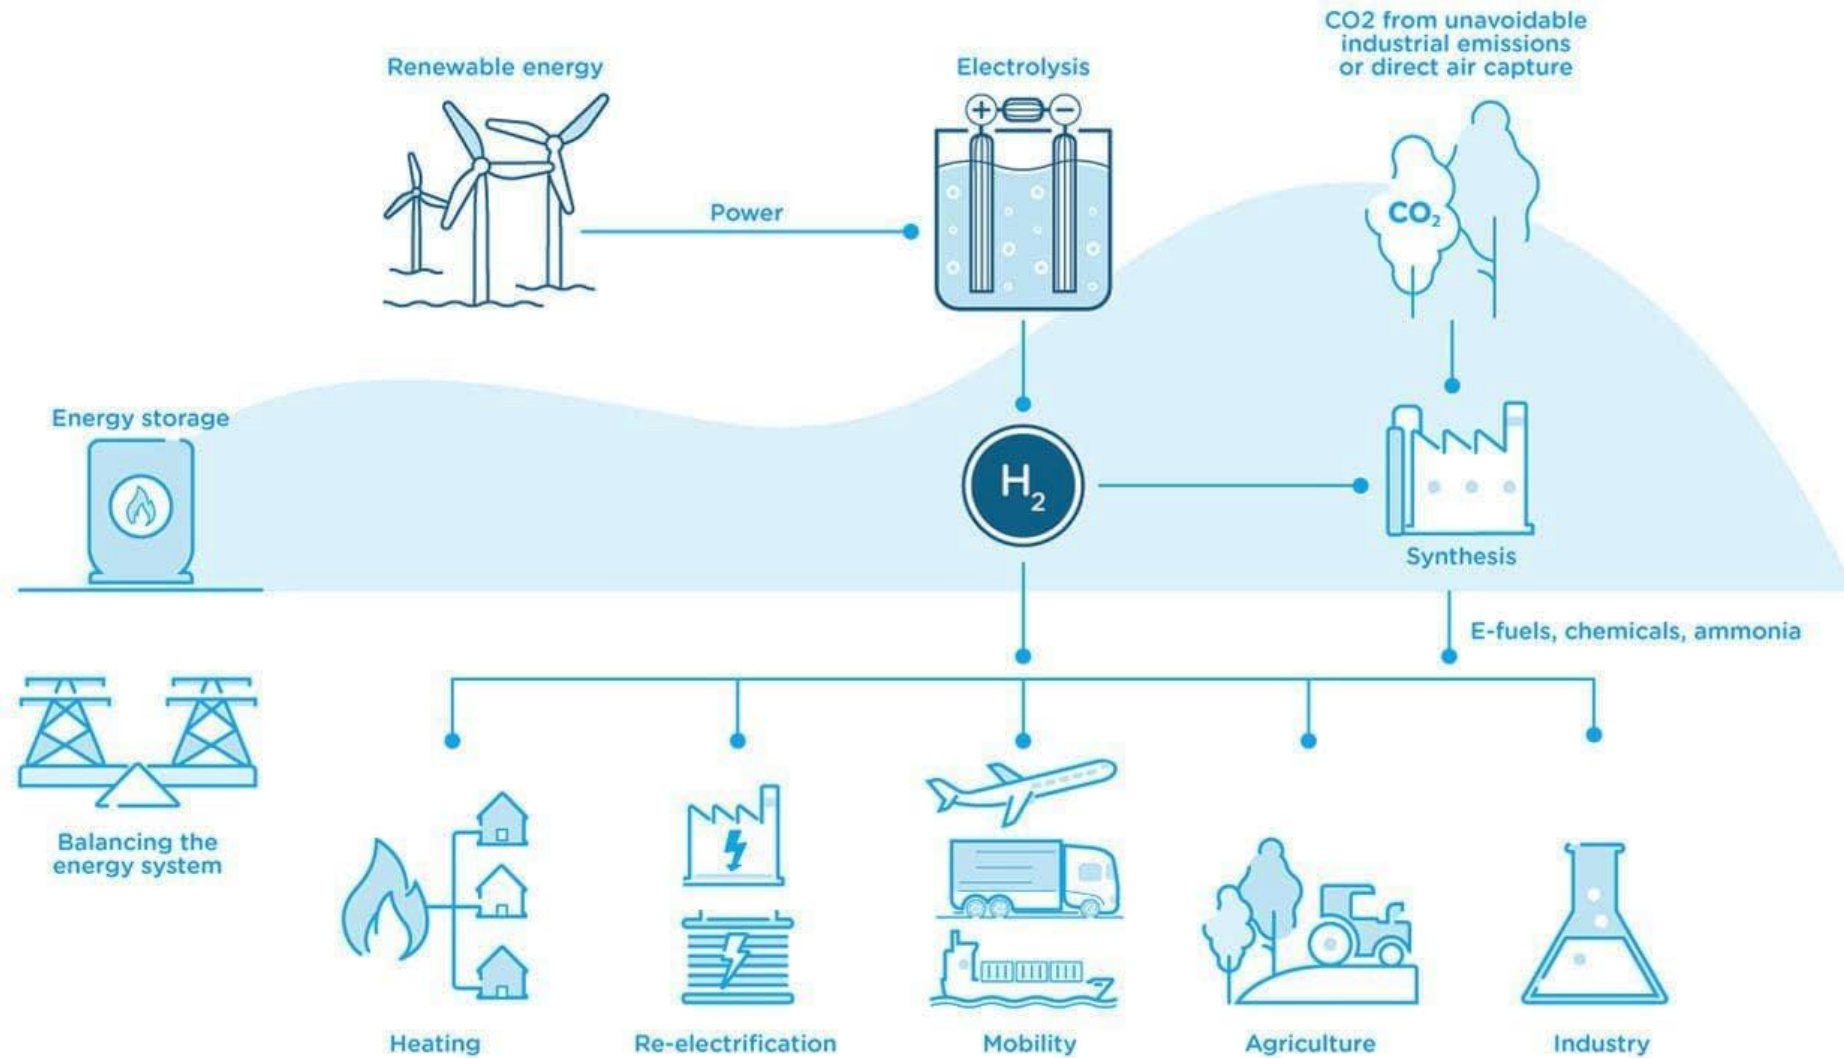 CO2 from unavoidable
industrial emissions
or direct air capture
Renewable energy
Electrolysis
+
−
Power
CO₂
Energy storage
H₂
Synthesis
E-fuels, chemicals, ammonia
Balancing the
energy system
Heating
Re-electrification
Mobility
Agriculture
Industry